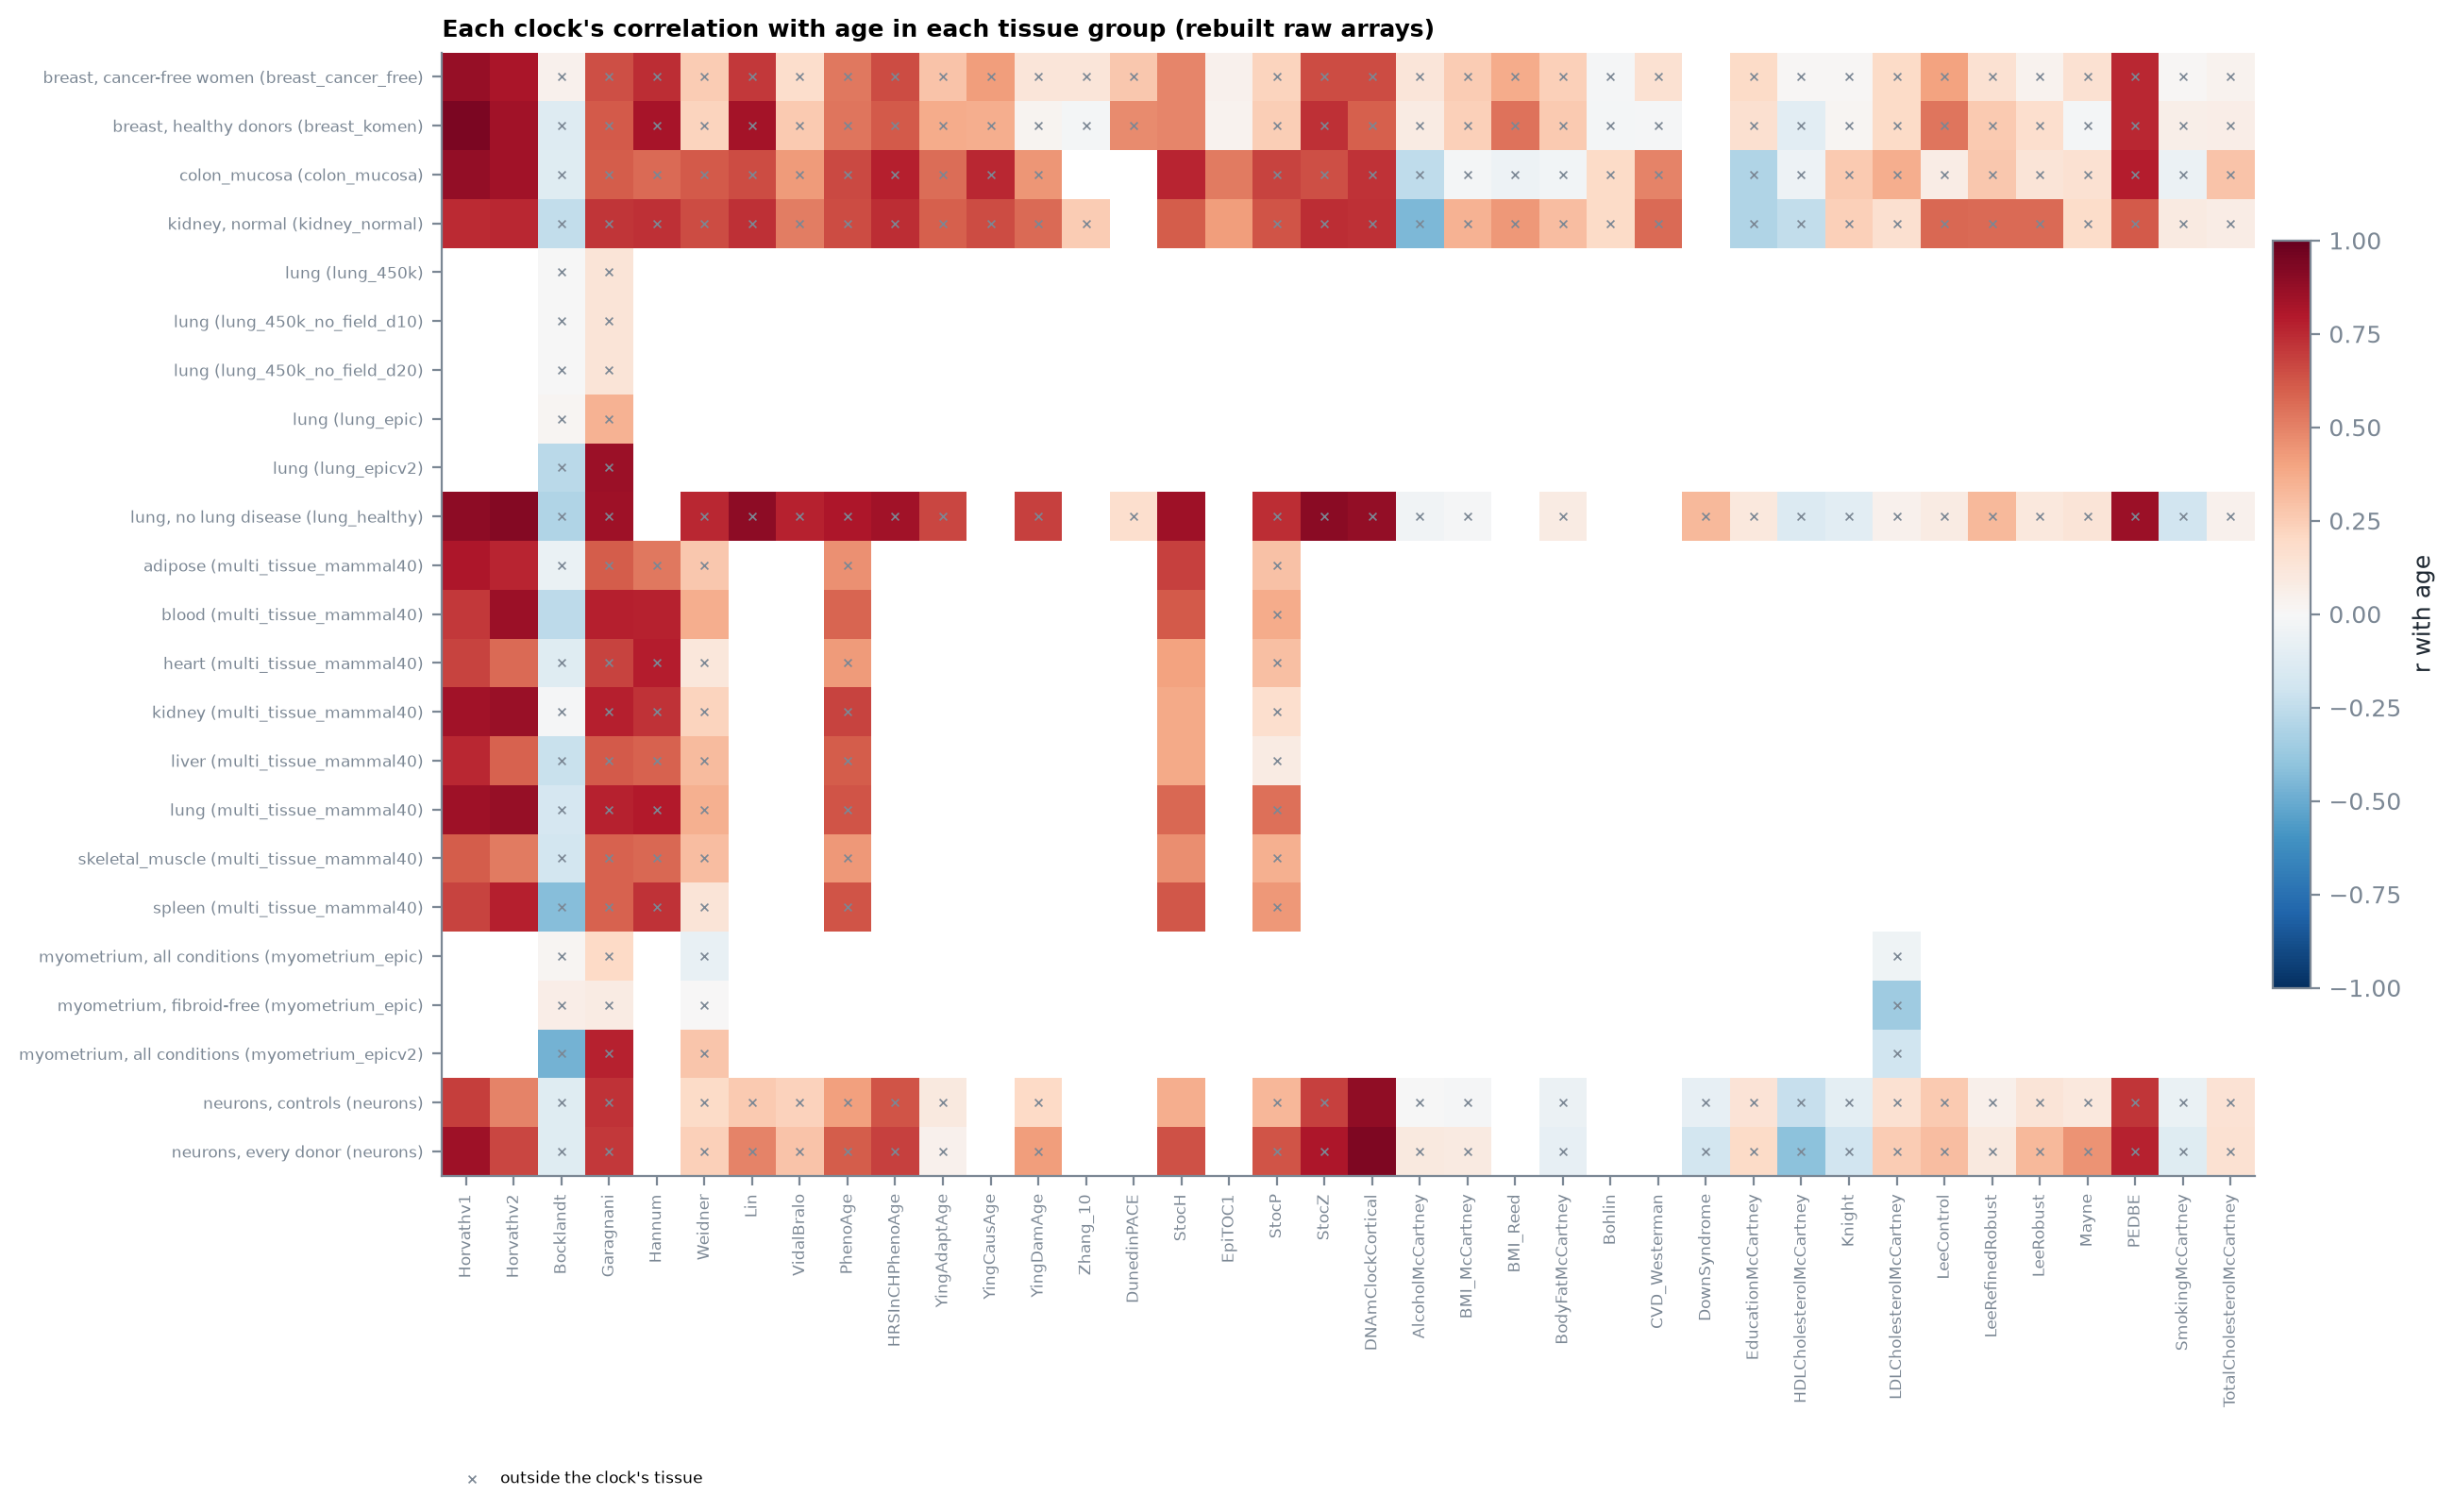 Each clock's correlation with age in each tissue group (rebuilt raw arrays)
breast, cancer-free women (breast_cancer_free)
breast, healthy donors (breast_komen)
colon_mucosa (colon_mucosa)
kidney, normal (kidney_normal)
lung (lung_450k)
lung (lung_450k_no_field_d10)
lung (lung_450k_no_field_d20)
lung (lung_epic)
lung (lung_epicv2)
lung, no lung disease (lung_healthy)
adipose (multi_tissue_mammal40)
blood (multi_tissue_mammal40)
heart (multi_tissue_mammal40)
kidney (multi_tissue_mammal40)
liver (multi_tissue_mammal40)
lung (multi_tissue_mammal40)
skeletal_muscle (multi_tissue_mammal40)
spleen (multi_tissue_mammal40)
myometrium, all conditions (myometrium_epic)
myometrium, fibroid-free (myometrium_epic)
myometrium, all conditions (myometrium_epicv2)
neurons, controls (neurons)
neurons, every donor (neurons)
Horvathv1
Horvathv2
Bocklandt
Garagnani
Hannum
Weidner
Lin
VidalBralo
PhenoAge
HRSInCHPhenoAge
YingAdaptAge
YingCausAge
YingDamAge
Zhang_10
DunedinPACE
StocH
EpiTOC1
StocP
StocZ
DNAmClockCortical
AlcoholMcCartney
BMI_McCartney
BMI_Reed
BodyFatMcCartney
Bohlin
CVD_Westerman
DownSyndrome
EducationMcCartney
HDLCholesterolMcCartney
Knight
LDLCholesterolMcCartney
LeeControl
LeeRefinedRobust
LeeRobust
Mayne
PEDBE
SmokingMcCartney
TotalCholesterolMcCartney
1.00
0.75
0.50
0.25
0.00
−0.25
−0.50
−0.75
−1.00
r with age
× outside the clock's tissue